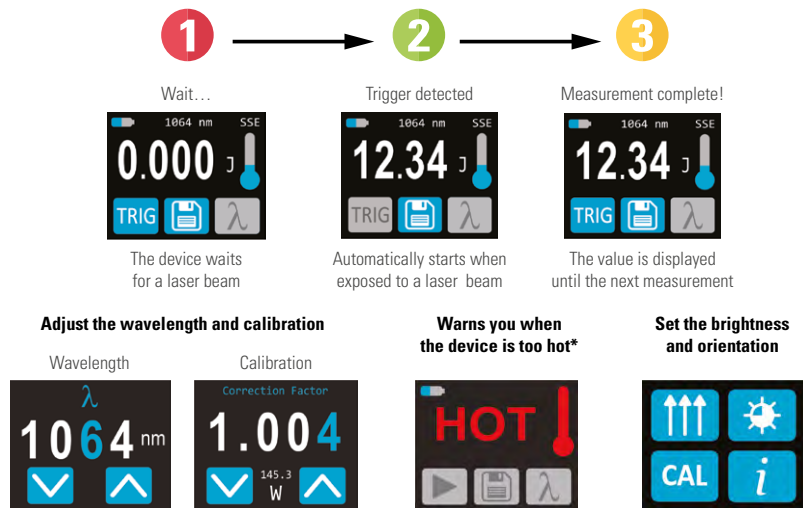 1
2
3
Wait…
Trigger detected
Measurement complete!
1064 nm SSE
0.000 J
TRIG λ
1064 nm SSE
12.34 J
TRIG λ
1064 nm SSE
12.34 J
TRIG λ
The device waits
for a laser beam
Automatically starts when
exposed to a laser beam
The value is displayed
until the next measurement
Adjust the wavelength and calibration
Wavelength
λ
1064 nm
Calibration
Correction Factor
1.004
145.3
W
Warns you when
the device is too hot*
HOT
λ
Set the brightness
and orientation
CAL i